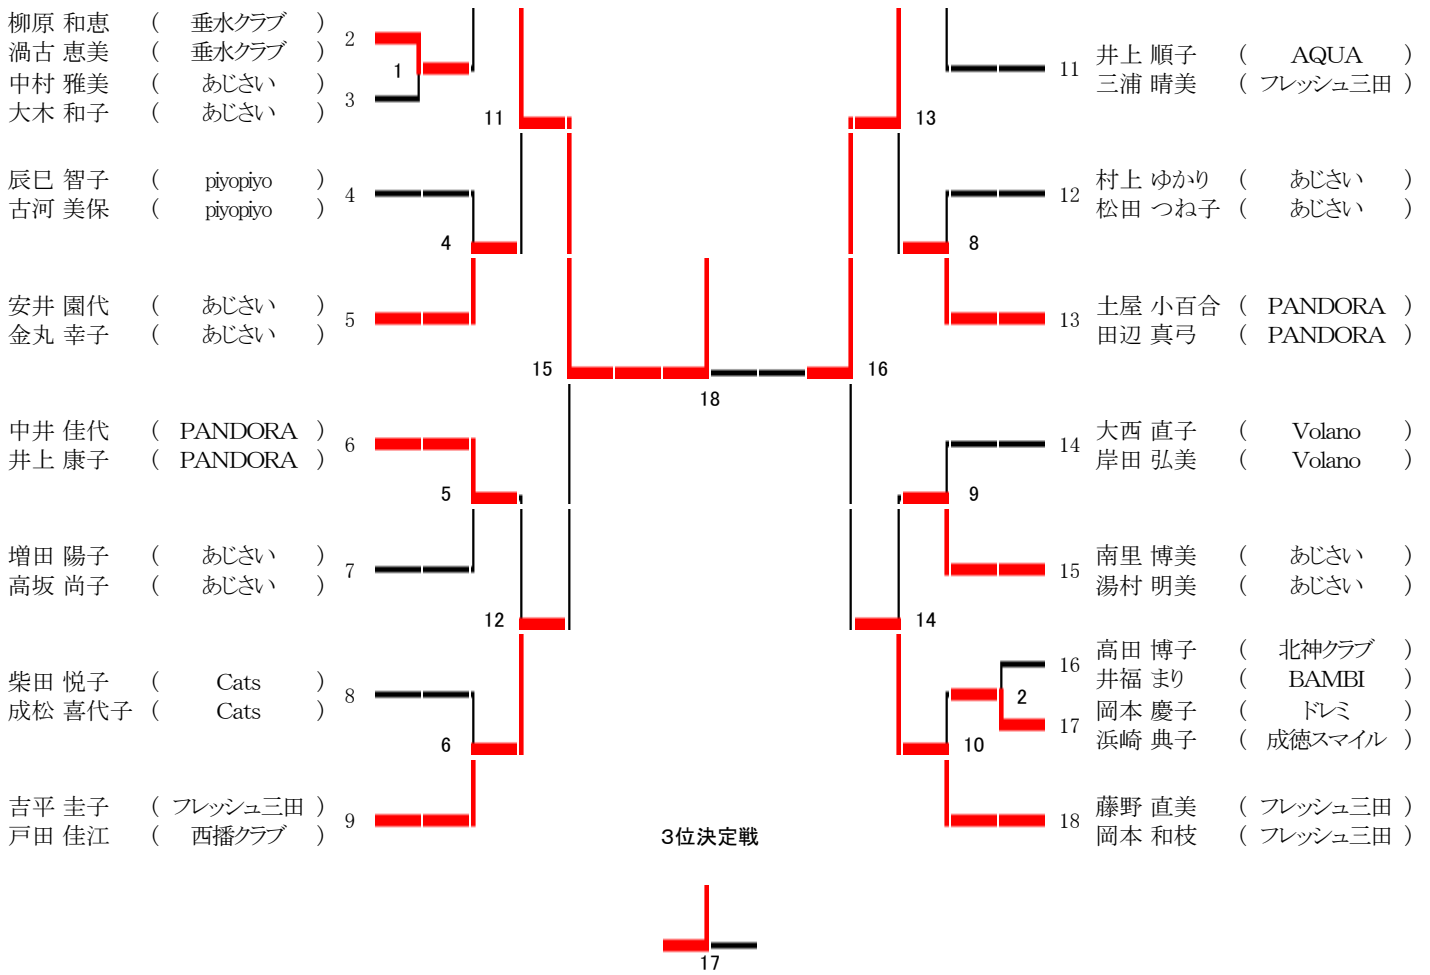 柳原 和恵 ( 垂水クラブ )
渦古 恵美 ( 垂水クラブ )
2
1
中村 雅美 ( あじさい )
大木 和子 ( あじさい )
3
11
辰巳 智子 ( piyopiyo )
古河 美保 ( piyopiyo )
4
4
安井 園代 ( あじさい )
金丸 幸子 ( あじさい )
5
15
中井 佳代 ( PANDORA )
井上 康子 ( PANDORA )
6
5
増田 陽子 ( あじさい )
高坂 尚子 ( あじさい )
7
12
柴田 悦子 ( Cats )
成松 喜代子 ( Cats )
8
6
吉平 圭子 ( フレッシュ三田 )
戸田 佳江 ( 西播クラブ )
9
18
3位決定戦
17
11 井上 順子 ( AQUA )
三浦 晴美 ( フレッシュ三田 )
13
12 村上 ゆかり ( あじさい )
松田 つね子 ( あじさい )
8
13 土屋 小百合 ( PANDORA )
田辺 真弓 ( PANDORA )
16
14 大西 直子 ( Volano )
岸田 弘美 ( Volano )
9
15 南里 博美 ( あじさい )
湯村 明美 ( あじさい )
14
16 高田 博子 ( 北神クラブ )
井福 まり ( BAMBI )
2
17 岡本 慶子 ( ドレミ )
浜崎 典子 ( 成徳スマイル )
10
18 藤野 直美 ( フレッシュ三田 )
岡本 和枝 ( フレッシュ三田 )